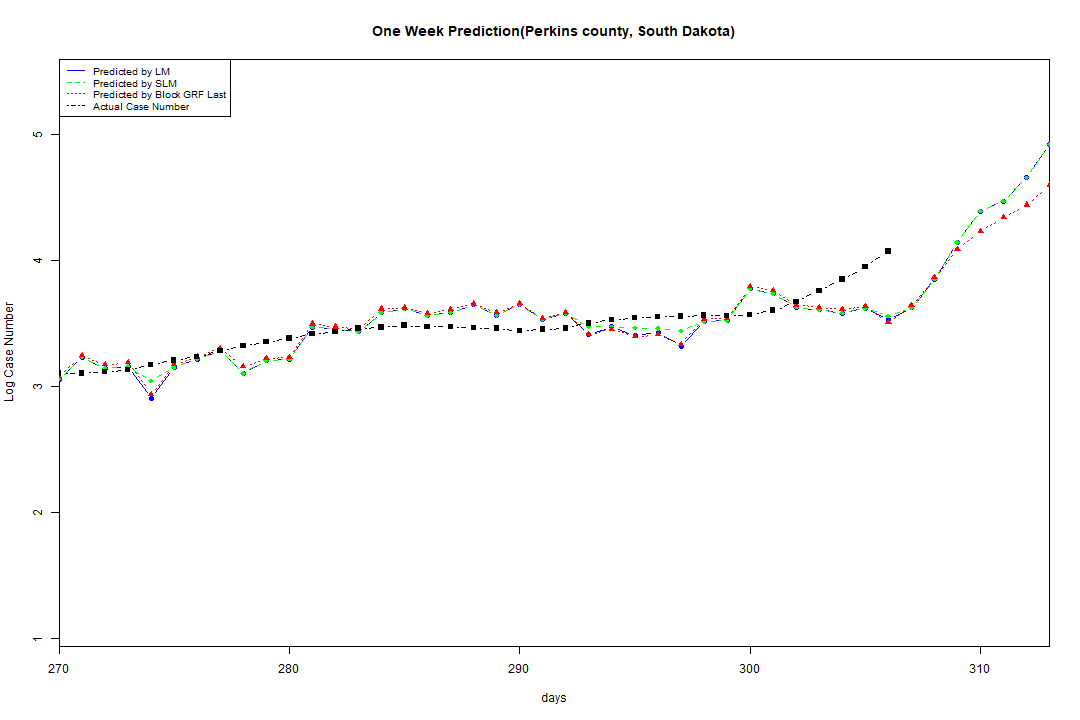 One Week Prediction(Perkins county, South Dakota)
Predicted by LM
Predicted by SLM
Predicted by Block GRF Last
Actual Case Number
5
4
3
2
1
Log Case Number
270
280
290
300
310
days